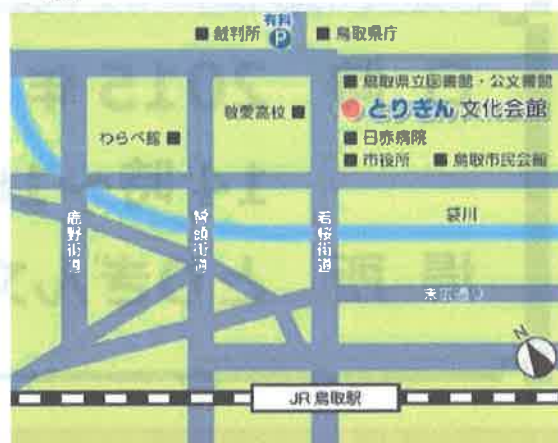 有料
P
裁判所
鳥取県庁
鳥取県立図書館・公文書館
敬愛高校
とりぎん文化会館
わらべ館
日赤病院
市役所
鳥取市民会館
鹿野街道
智頭街道
若桜街道
袋川
末広通り
N
JR鳥取駅